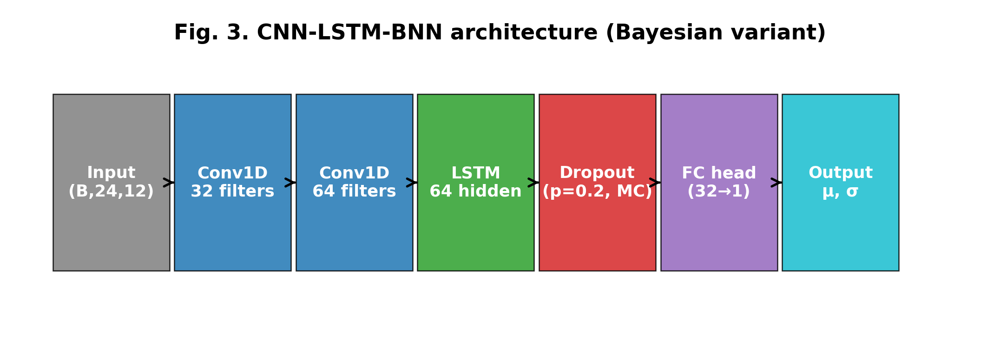 Fig. 3. CNN-LSTM-BNN architecture (Bayesian variant)
Input
(B,24,12)
Conv1D
32 filters
Conv1D
64 filters
LSTM
64 hidden
Dropout
(p=0.2, MC)
FC head
(32→1)
Output
μ, σ